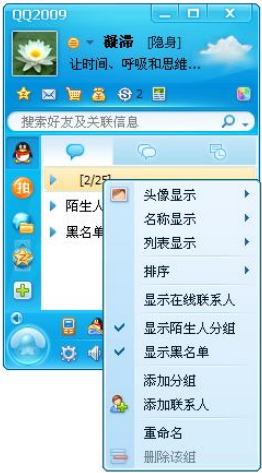 QQ2009
凝滞 [隐身]
让时间、呼吸和思维...
2
搜索好友及关联信息
[2/25]
陌生人
黑名单
头像显示
名称显示
列表显示
排序
显示在线联系人
显示陌生人分组
显示黑名单
添加分组
添加联系人
重命名
删除该组